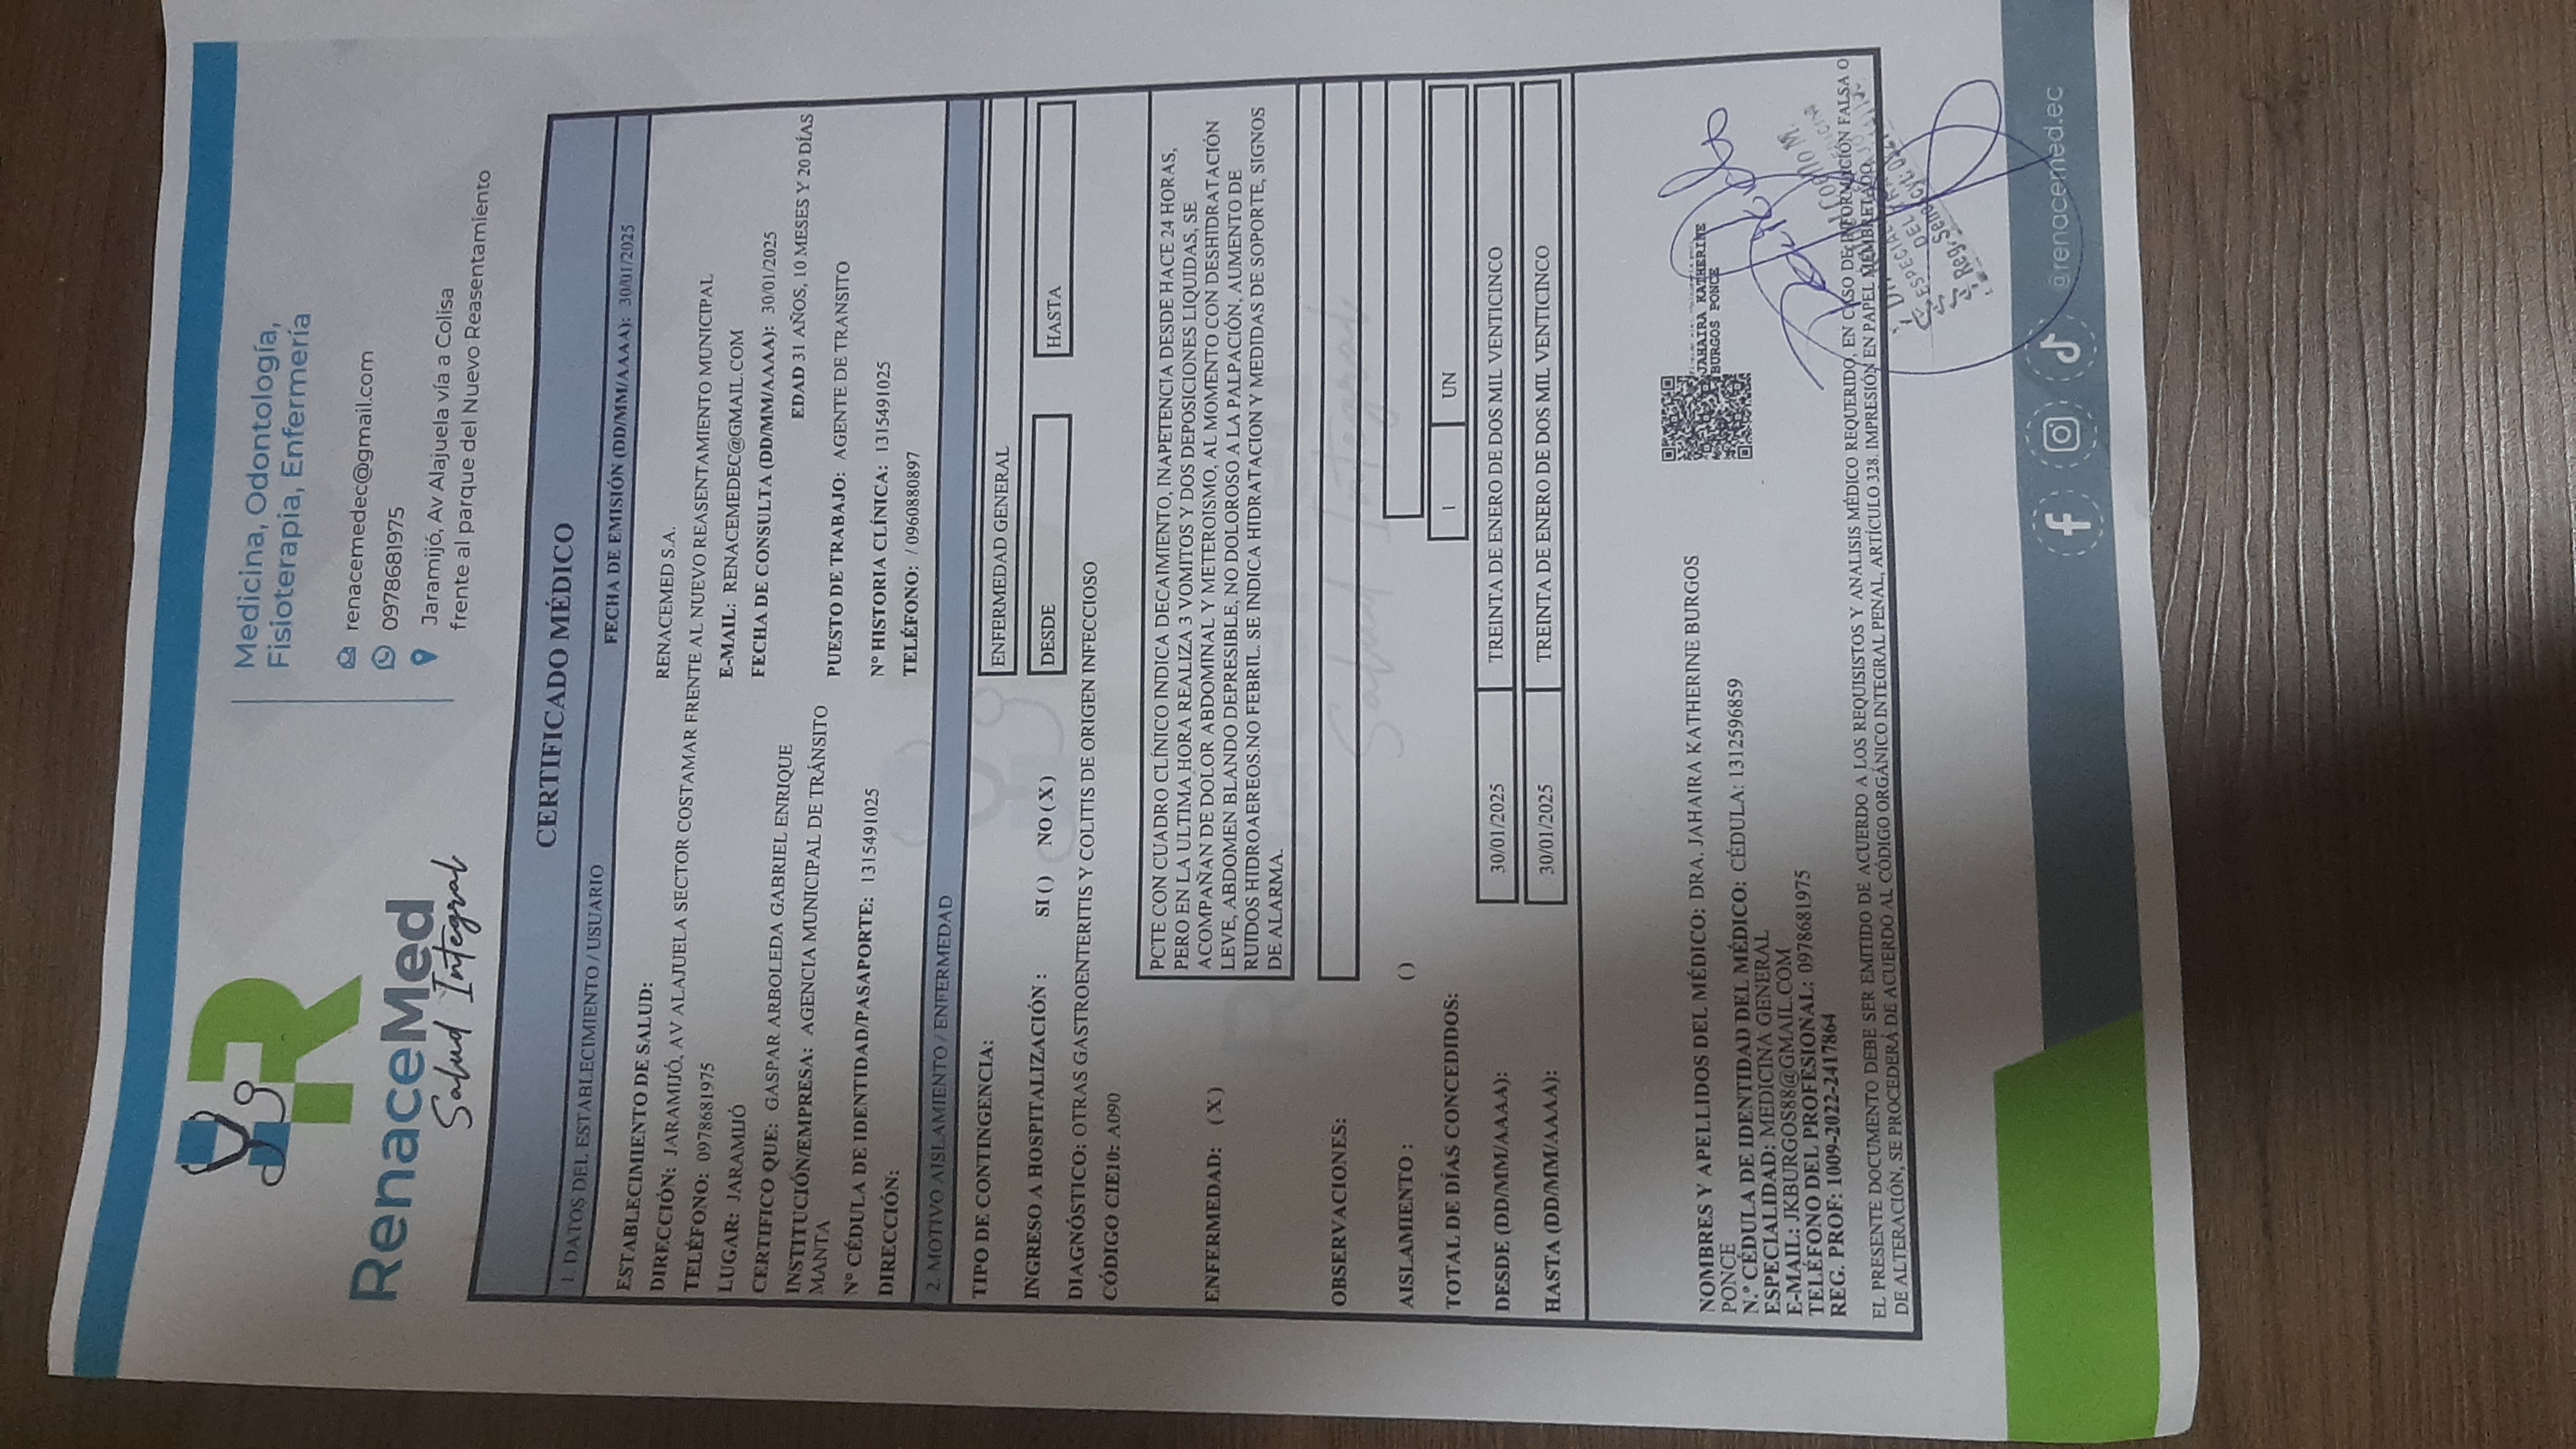 Medicina, Odontología,
Fisioterapia, Enfermería
renacemedec@gmail.com
0978681975
Jaramijó, Av Alajuela vía a Colisa
frente al parque del Nuevo Reasentamiento
RenaceMed
Salud Integral
CERTIFICADO MÉDICO
1. DATOS DEL ESTABLECIMIENTO / USUARIO FECHA DE EMISIÓN (DD/MM/AAAA): 30/01/2025
ESTABLECIMIENTO DE SALUD: RENACEMED S.A.
DIRECCIÓN: JARAMIJÓ, AV ALAJUELA SECTOR COSTAMAR FRENTE AL NUEVO REASENTAMIENTO MUNICIPAL
TELÉFONO: 0978681975 E-MAIL: RENACEMEDEC@GMAIL.COM
LUGAR: JARAMIJÓ FECHA DE CONSULTA (DD/MM/AAAA): 30/01/2025
CERTIFICO QUE: GASPAR ARBOLEDA GABRIEL ENRIQUE EDAD 31 AÑOS, 10 MESES Y 20 DÍAS
INSTITUCIÓN/EMPRESA: AGENCIA MUNICIPAL DE TRÁNSITO
MANTA PUESTO DE TRABAJO: AGENTE DE TRANSITO
Nº CÉDULA DE IDENTIDAD/PASAPORTE: 1315491025 Nº HISTORIA CLÍNICA: 1315491025
DIRECCIÓN: TELÉFONO: / 0960880897
2. MOTIVO AISLAMIENTO / ENFERMEDAD
TIPO DE CONTINGENCIA: ENFERMEDAD GENERAL
INGRESO A HOSPITALIZACIÓN : SI ( ) NO ( X ) DESDE HASTA
DIAGNÓSTICO: OTRAS GASTROENTERITIS Y COLITIS DE ORIGEN INFECCIOSO
CÓDIGO CIE10: A090
ENFERMEDAD: ( X )
PCTE CON CUADRO CLÍNICO INDICA DECAIMIENTO, INAPETENCIA DESDE HACE 24 HORAS,
PERO EN LA ULTIMA HORA REALIZA 3 VOMITOS Y DOS DEPOSICIONES LIQUIDAS, SE
ACOMPAÑAN DE DOLOR ABDOMINAL Y METEROISMO, AL MOMENTO CON DESHIDRATACIÓN
LEVE, ABDOMEN BLANDO DEPRESIBLE, NO DOLOROSO A LA PALPACIÓN, AUMENTO DE
RUIDOS HIDROAEREOS.NO FEBRIL. SE INDICA HIDRATACION Y MEDIDAS DE SOPORTE, SIGNOS
DE ALARMA.
OBSERVACIONES:
AISLAMIENTO : ( )
TOTAL DE DÍAS CONCEDIDOS: 1 UN
DESDE (DD/MM/AAAA): 30/01/2025 TREINTA DE ENERO DE DOS MIL VENTICINCO
HASTA (DD/MM/AAAA): 30/01/2025 TREINTA DE ENERO DE DOS MIL VENTICINCO
NOMBRES Y APELLIDOS DEL MÉDICO: DRA. JAHAIRA KATHERINE BURGOS
PONCE
N.º CÉDULA DE IDENTIDAD DEL MÉDICO: CÉDULA: 1312596859
ESPECIALIDAD: MEDICINA GENERAL
E-MAIL: JKBURGOS88@GMAIL.COM
TELÉFONO DEL PROFESIONAL: 0978681975
REG. PROF: 1009-2022-2417864
JAHAIRA KATHERINE
BURGOS PONCE
Coello M.
ESPECIAL
DEL
Reg. Senescyt:
EL PRESENTE DOCUMENTO DEBE SER EMITIDO DE ACUERDO A LOS REQUISISTOS Y ANALISIS MÉDICO REQUERIDO, EN CASO DE INFORMACIÓN FALSA O
DE ALTERACIÓN, SE PROCEDERÁ DE ACUERDO AL CÓDIGO ORGÁNICO INTEGRAL PENAL, ARTÍCULO 328. IMPRESIÓN EN PAPEL MEMBRETADO
@renacemed.ec